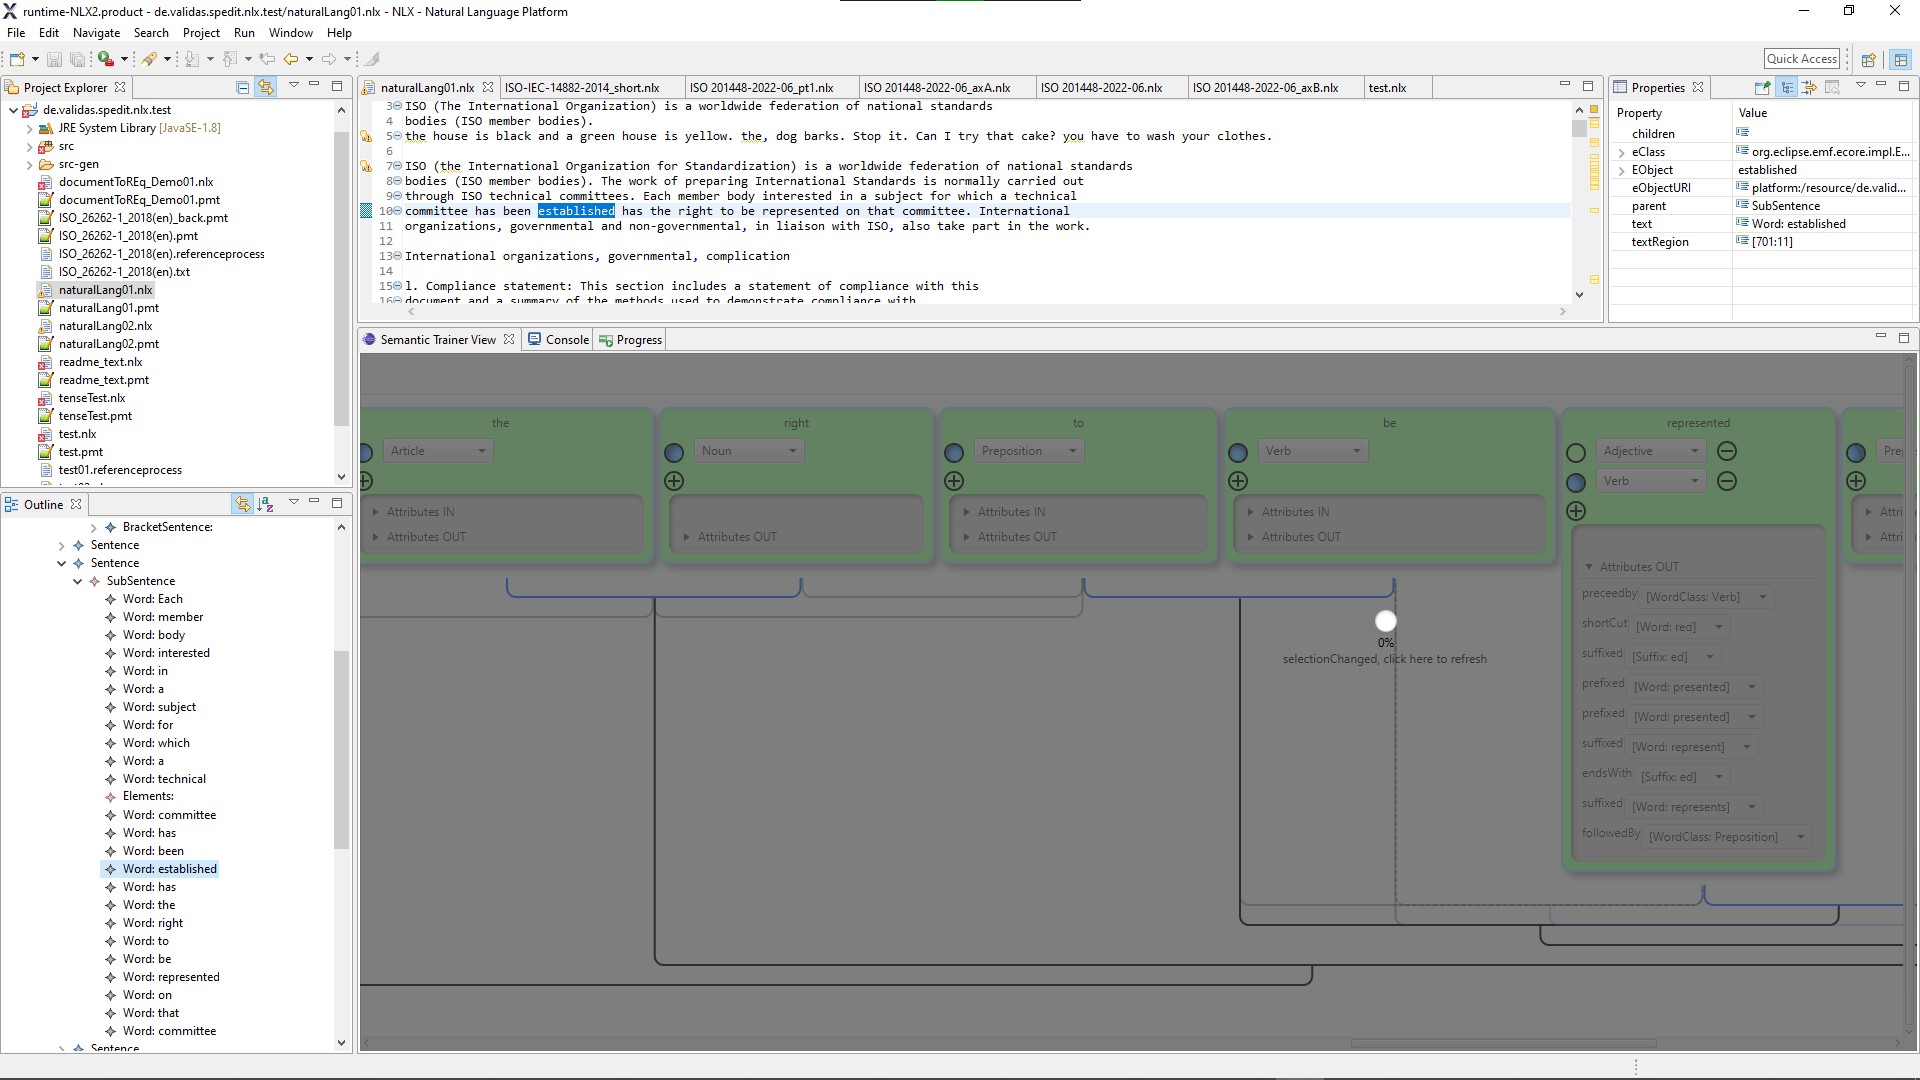 runtime-NLX2.product - de.validas.spedit.nlx.test/naturalLang01.nlx - NLX - Natural Language Platform
File Edit Navigate Search Project Run Window Help
Quick Access
Project Explorer
de.validas.spedit.nlx.test
JRE System Library [JavaSE-1.8]
src
src-gen
documentToREq_Demo01.nlx
documentToREq_Demo01.pmt
ISO_26262-1_2018(en)_back.pmt
ISO_26262-1_2018(en).pmt
ISO_26262-1_2018(en).referenceprocess
ISO_26262-1_2018(en).txt
naturalLang01.nlx
naturalLang01.pmt
naturalLang02.nlx
naturalLang02.pmt
readme_text.nlx
readme_text.pmt
tenseTest.nlx
tenseTest.pmt
test.nlx
test.pmt
test01.referenceprocess
Outline
BracketSentence:
Sentence
Sentence
SubSentence
Word: Each
Word: member
Word: body
Word: interested
Word: in
Word: a
Word: subject
Word: for
Word: which
Word: a
Word: technical
Elements:
Word: committee
Word: has
Word: been
Word: established
Word: has
Word: the
Word: right
Word: to
Word: be
Word: represented
Word: on
Word: that
Word: committee
Sentence
naturalLang01.nlx ISO-IEC-14882-2014_short.nlx ISO 201448-2022-06_pt1.nlx ISO 201448-2022-06_axA.nlx ISO 201448-2022-06.nlx ISO 201448-2022-06_axB.nlx test.nlx
3 ISO (The International Organization) is a worldwide federation of national standards
4 bodies (ISO member bodies).
5 the house is black and a green house is yellow. the, dog barks. Stop it. Can I try that cake? you have to wash your clothes.
6
7 ISO (the International Organization for Standardization) is a worldwide federation of national standards
8 bodies (ISO member bodies). The work of preparing International Standards is normally carried out
9 through ISO technical committees. Each member body interested in a subject for which a technical
10 committee has been established has the right to be represented on that committee. International
11 organizations, governmental and non-governmental, in liaison with ISO, also take part in the work.
12
13 International organizations, governmental, complication
14
15 l. Compliance statement: This section includes a statement of compliance with this
16 document and a summary of the methods used to demonstrate compliance with
Properties
Property Value
children
eClass org.eclipse.emf.ecore.impl.E...
EObject established
eObjectURI platform:/resource/de.valid...
parent SubSentence
text Word: established
textRegion [701:11]
Semantic Trainer View Console Progress
the
Article
Attributes IN
Attributes OUT
right
Noun
Attributes OUT
to
Preposition
Attributes IN
Attributes OUT
be
Verb
Attributes IN
Attributes OUT
0%
selectionChanged, click here to refresh
represented
Adjective
Verb
Attributes OUT
preceedby [WordClass: Verb]
shortCut [Word: red]
suffixed [Suffix: ed]
prefixed [Word: presented]
prefixed [Word: presented]
suffixed [Word: represent]
endsWith [Suffix: ed]
suffixed [Word: represents]
followedBy [WordClass: Preposition]